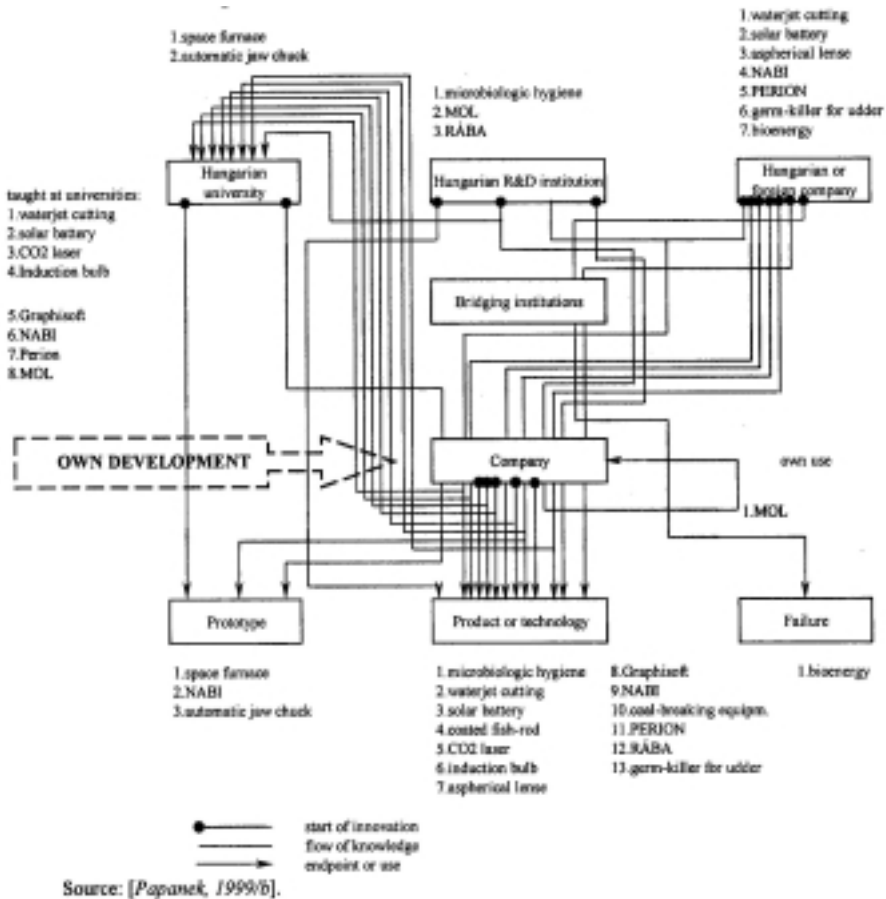 1.space furnace
2.automatic jaw chuck
1.microbiologic hygiene
2.MOL
3.RÁBA
1.waterjet cutting
2.solar battery
3.aspherical lense
4.NABI
5.PERION
6.germ-killer for udder
7.bioenergy
Hungarian
university
Hungarian R&D institution
Hungarian or
foreign company
taught at universities:
1.waterjet cutting
2.solar battery
3.CO2 laser
4.Induction bulb
5.Graphisoft
6.NABI
7.Perion
8.MOL
Bridging institutions
OWN DEVELOPMENT
Company
own use
1.MOL
Prototype
Product or technology
Failure
1.space furnace
2.NABI
3.automatic jaw chuck
1.microbiologic hygiene
2.waterjet cutting
3.solar battery
4.coated fish-rod
5.CO2 laser
6.induction bulb
7.aspherical lense
8.Graphisoft
9.NABI
10.coal-breaking equipm.
11.PERION
12.RÁBA
13.germ-killer for udder
1.bioenergy
start of innovation
flow of knowledge
endpoint or use
Source: [Papanek, 1999/b].